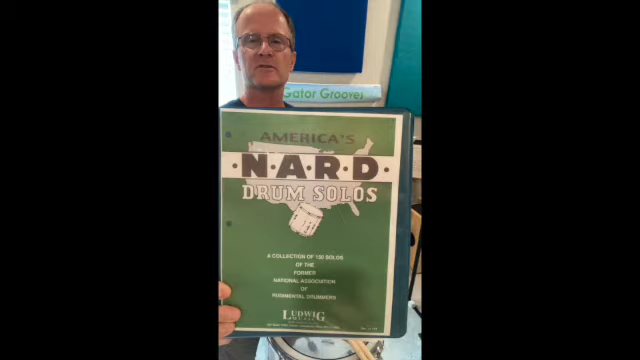 Gator Grooves
AMERICA'S
·N·A·R·D·
DRUM SOLOS
A COLLECTION OF 150 SOLOS
OF THE
FORMER
NATIONAL ASSOCIATION
OF
RUDIMENTAL DRUMMERS
LUDWIG